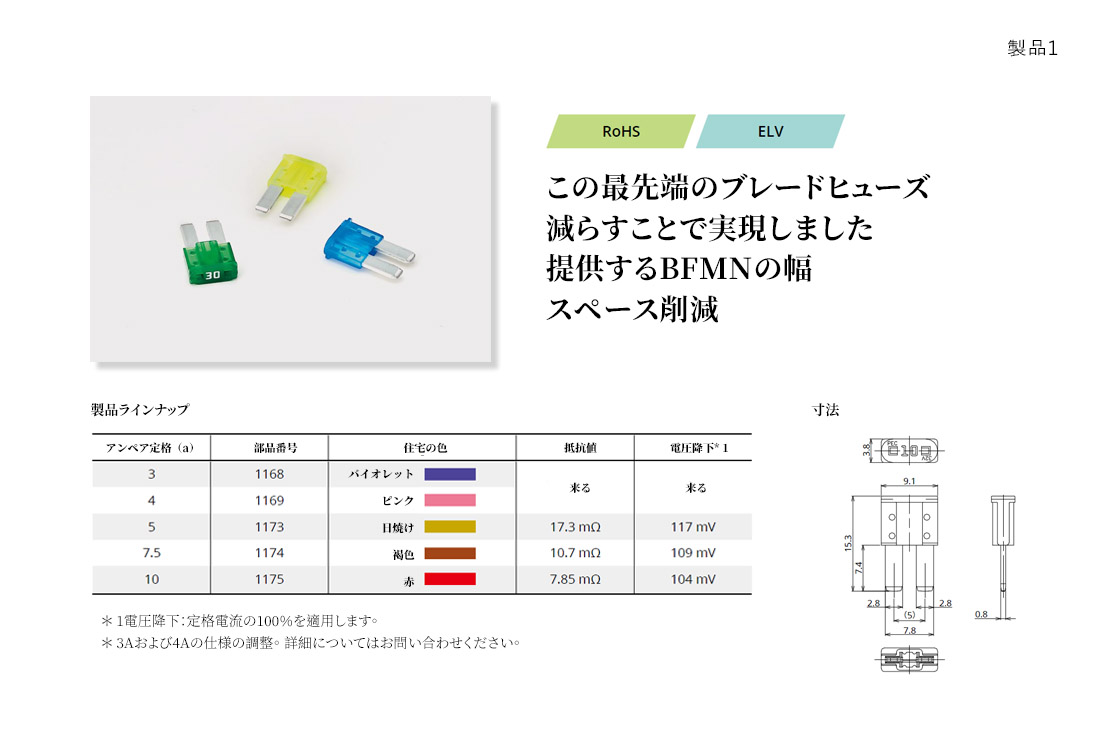 製品1
RoHS
ELV
この最先端のブレードヒューズ
減らすことで実現しました
提供するBFMNの幅
スペース削減
30
製品ラインナップ
アンペア定格（a） 部品番号 住宅の色 抵抗値 電圧降下*1
3 1168 バイオレット 来る 来る
4 1169 ピンク
5 1173 日焼け 17.3 mΩ 117 mV
7.5 1174 褐色 10.7 mΩ 109 mV
10 1175 赤 7.85 mΩ 104 mV
＊1電圧降下：定格電流の100％を適用します。
＊3Aおよび4Aの仕様の調整。詳細についてはお問い合わせください。
寸法
PEC
10
3.8
9.1
15.3
7.4
2.8
2.8
(5)
7.8
0.8